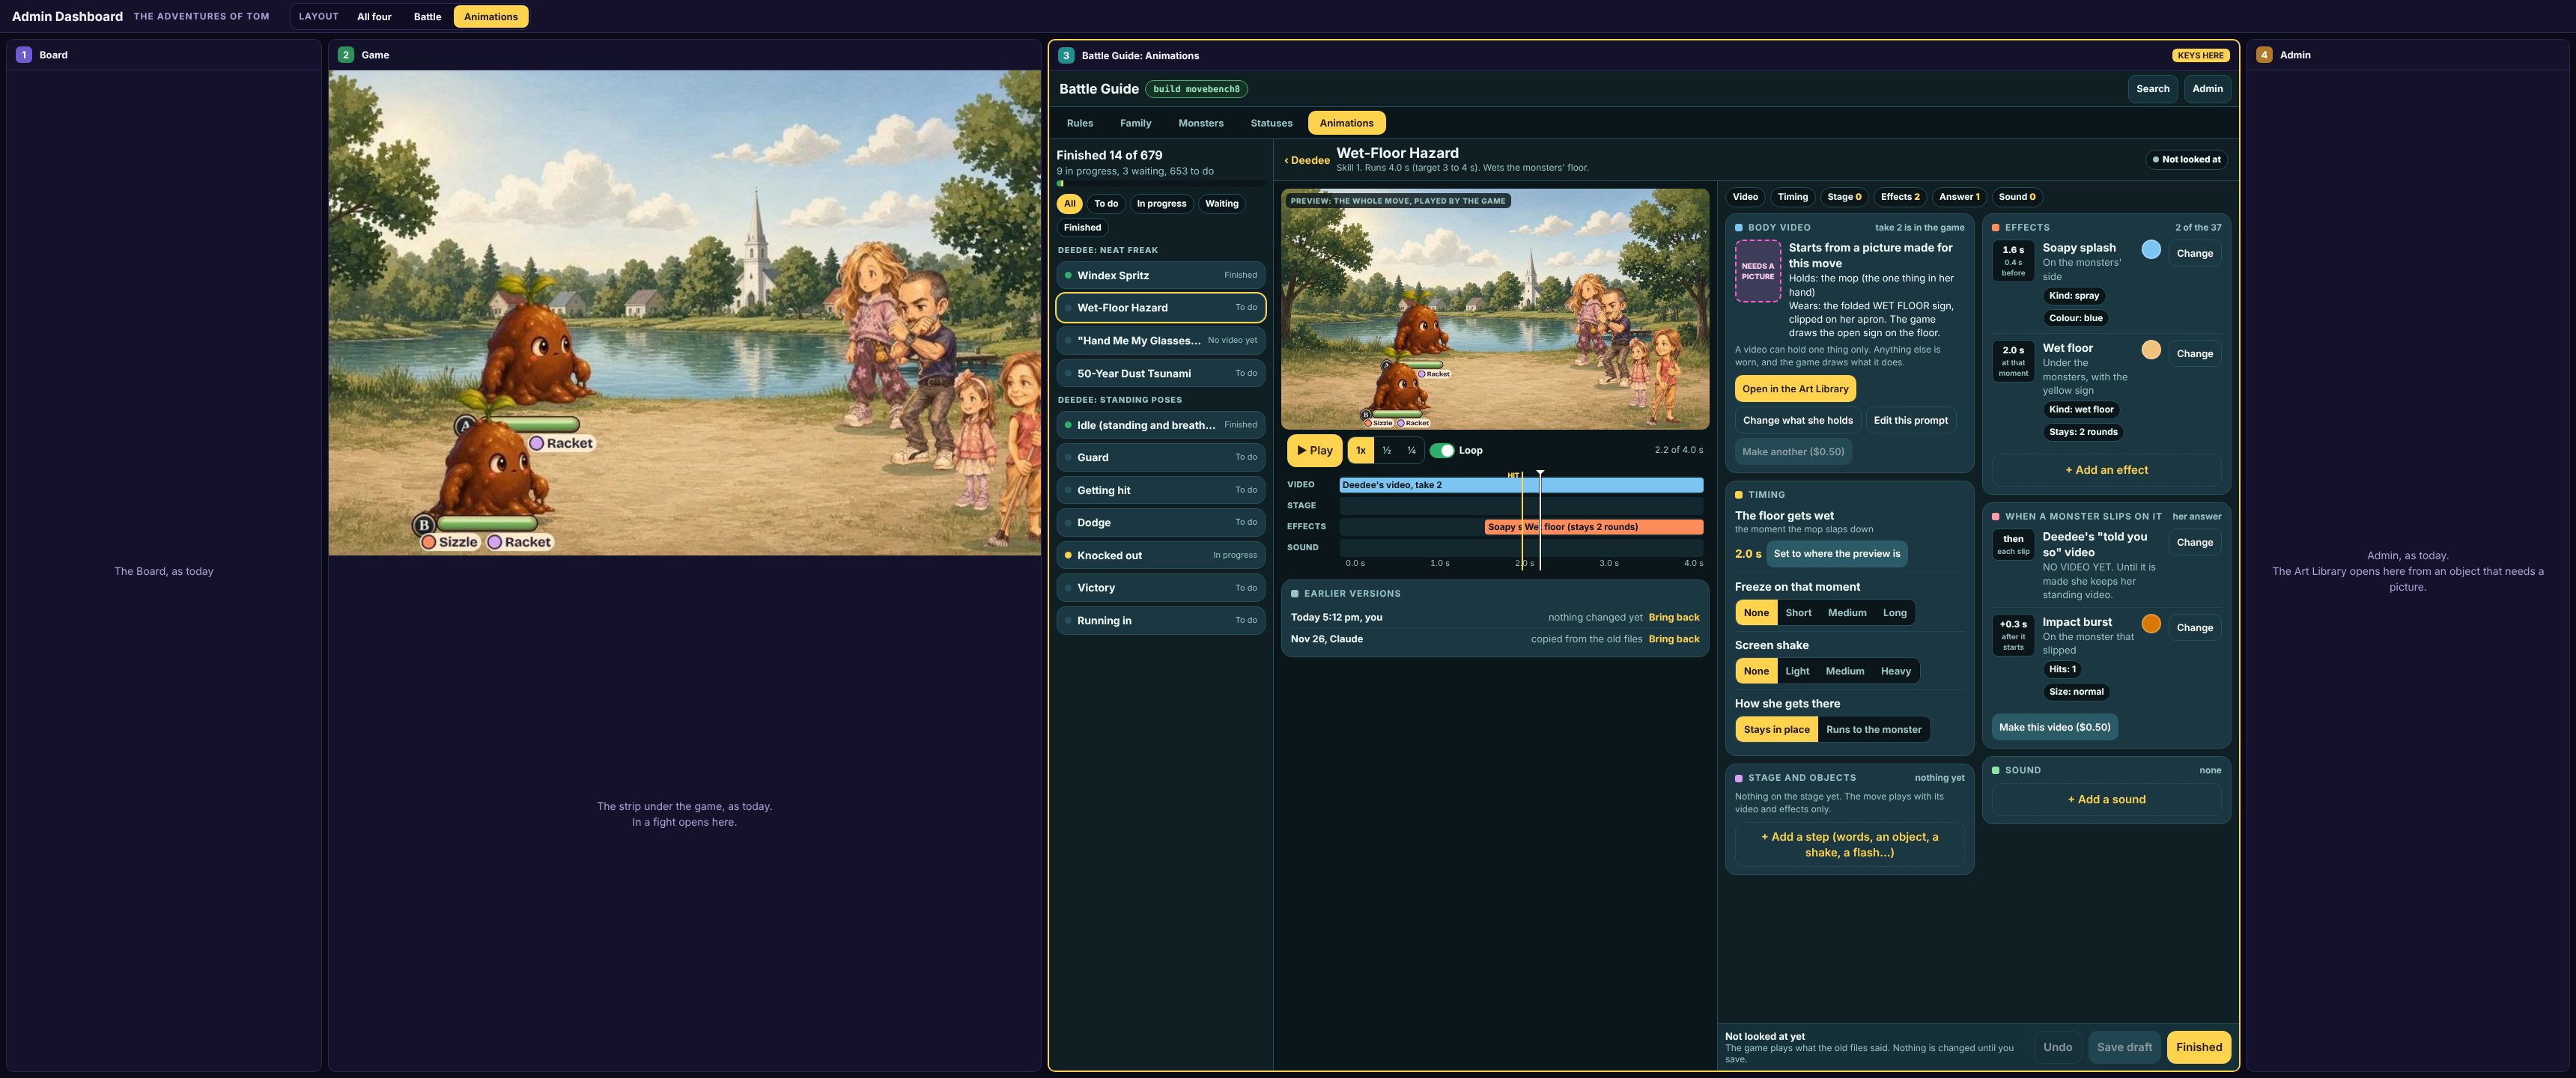 Admin Dashboard THE ADVENTURES OF TOM LAYOUT All four Battle Animations
1 Board
The Board, as today
2 Game
A
Racket
B
Sizzle Racket
The strip under the game, as today.
In a fight opens here.
3 Battle Guide: Animations KEYS HERE
Battle Guide build movebench8 Search Admin
Rules Family Monsters Statuses Animations
Finished 14 of 679
9 in progress, 3 waiting, 653 to do
All To do In progress Waiting
Finished
DEEDEE: NEAT FREAK
Windex Spritz Finished
Wet-Floor Hazard To do
"Hand Me My Glasses... No video yet
50-Year Dust Tsunami To do
DEEDEE: STANDING POSES
Idle (standing and breath... Finished
Guard To do
Getting hit To do
Dodge To do
Knocked out In progress
Victory To do
Running in To do
‹ Deedee Wet-Floor Hazard
Skill 1. Runs 4.0 s (target 3 to 4 s). Wets the monsters' floor.
Not looked at
PREVIEW: THE WHOLE MOVE, PLAYED BY THE GAME
A
Racket
B
Sizzle Racket
Play 1x ½ ¼ Loop 2.2 of 4.0 s
HIT
VIDEO Deedee's video, take 2
STAGE
EFFECTS Soapy s Wet floor (stays 2 rounds)
SOUND
0.0 s 1.0 s 2.0 s 3.0 s 4.0 s
EARLIER VERSIONS
Today 5:12 pm, you nothing changed yet Bring back
Nov 26, Claude copied from the old files Bring back
Video Timing Stage 0 Effects 2 Answer 1 Sound 0
BODY VIDEO take 2 is in the game
NEEDS A
PICTURE
Starts from a picture made for
this move
Holds: the mop (the one thing in her
hand)
Wears: the folded WET FLOOR sign,
clipped on her apron. The game
draws the open sign on the floor.
A video can hold one thing only. Anything else is
worn, and the game draws what it does.
Open in the Art Library
Change what she holds Edit this prompt
Make another ($0.50)
TIMING
The floor gets wet
the moment the mop slaps down
2.0 s Set to where the preview is
Freeze on that moment
None Short Medium Long
Screen shake
None Light Medium Heavy
How she gets there
Stays in place Runs to the monster
STAGE AND OBJECTS nothing yet
Nothing on the stage yet. The move plays with its
video and effects only.
+ Add a step (words, an object, a
shake, a flash...)
EFFECTS 2 of the 37
1.6 s
0.4 s
before
Soapy splash
On the monsters'
side
Kind: spray
Colour: blue
Change
2.0 s
at that
moment
Wet floor
Under the
monsters, with the
yellow sign
Kind: wet floor
Stays: 2 rounds
Change
+ Add an effect
WHEN A MONSTER SLIPS ON IT her answer
then
each slip
Deedee's "told you
so" video
NO VIDEO YET. Until it is
made she keeps her
standing video.
Change
+0.3 s
after it
starts
Impact burst
On the monster that
slipped
Hits: 1
Size: normal
Change
Make this video ($0.50)
SOUND none
+ Add a sound
Not looked at yet
The game plays what the old files said. Nothing is changed until you
save.
Undo Save draft Finished
4 Admin
Admin, as today.
The Art Library opens here from an object that needs a
picture.